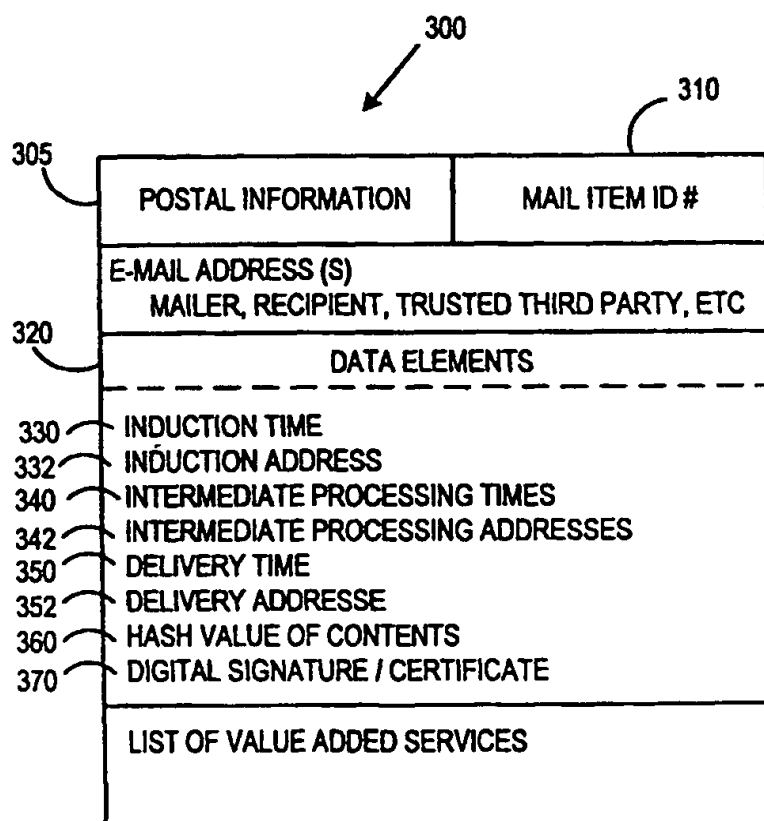 300
310
305
POSTAL INFORMATION
MAIL ITEM ID #
E-MAIL ADDRESS (S)
MAILER, RECIPIENT, TRUSTED THIRD PARTY, ETC
320
DATA ELEMENTS
330 INDUCTION TIME
332 INDUCTION ADDRESS
340 INTERMEDIATE PROCESSING TIMES
342 INTERMEDIATE PROCESSING ADDRESSES
350 DELIVERY TIME
352 DELIVERY ADDRESSE
360 HASH VALUE OF CONTENTS
370 DIGITAL SIGNATURE / CERTIFICATE
LIST OF VALUE ADDED SERVICES